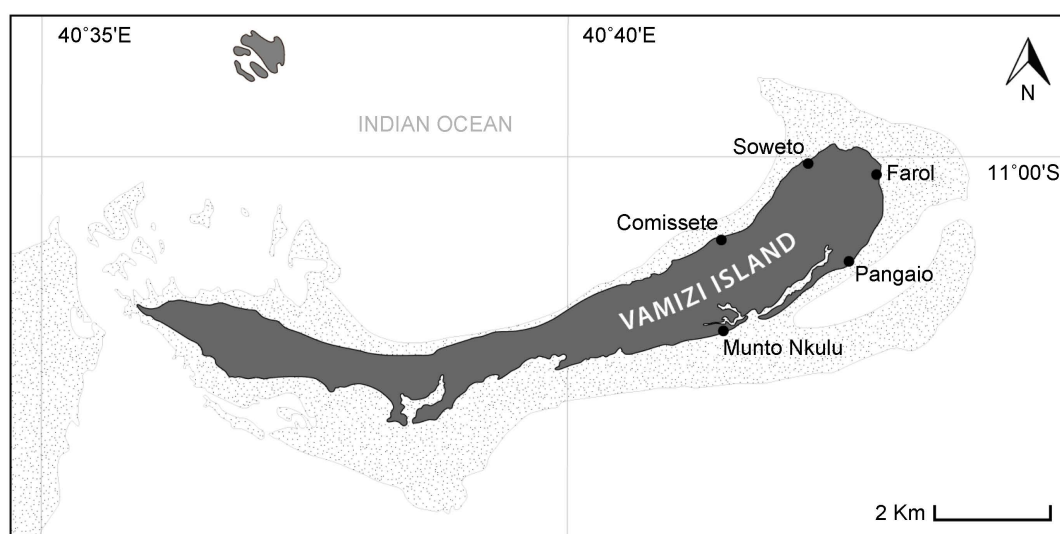 40°35'E
40°40'E
N
INDIAN OCEAN
Soweto
11°00'S
Farol
Comissete
VAMIZI ISLAND
Pangaio
Munto Nkulu
2 Km